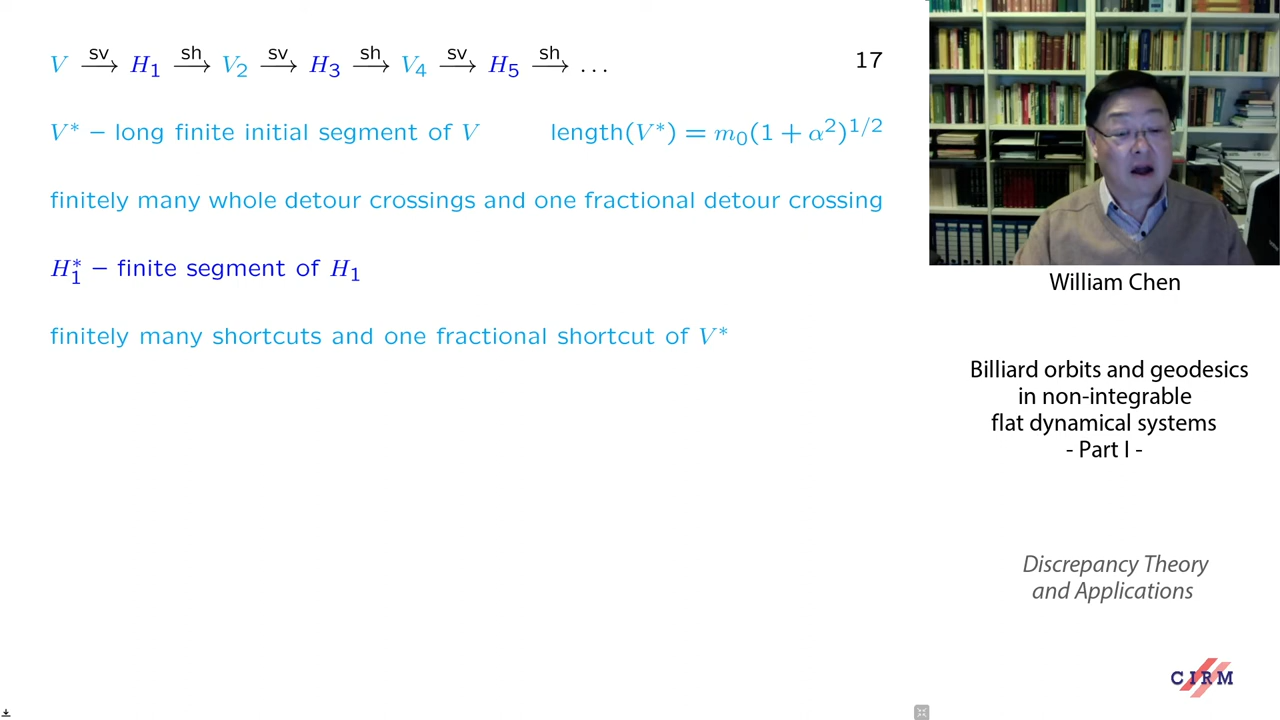 V —sv→ H₁ —sh→ V₂ —sv→ H₃ —sh→ V₄ —sv→ H₅ —sh→ ...
17
V* – long finite initial segment of V length(V*) = m₀(1 + α²)^1/2
finitely many whole detour crossings and one fractional detour crossing
H₁* – finite segment of H₁
finitely many shortcuts and one fractional shortcut of V*
William Chen
Billiard orbits and geodesics
in non-integrable
flat dynamical systems
- Part I -
Discrepancy Theory
and Applications
CIRM